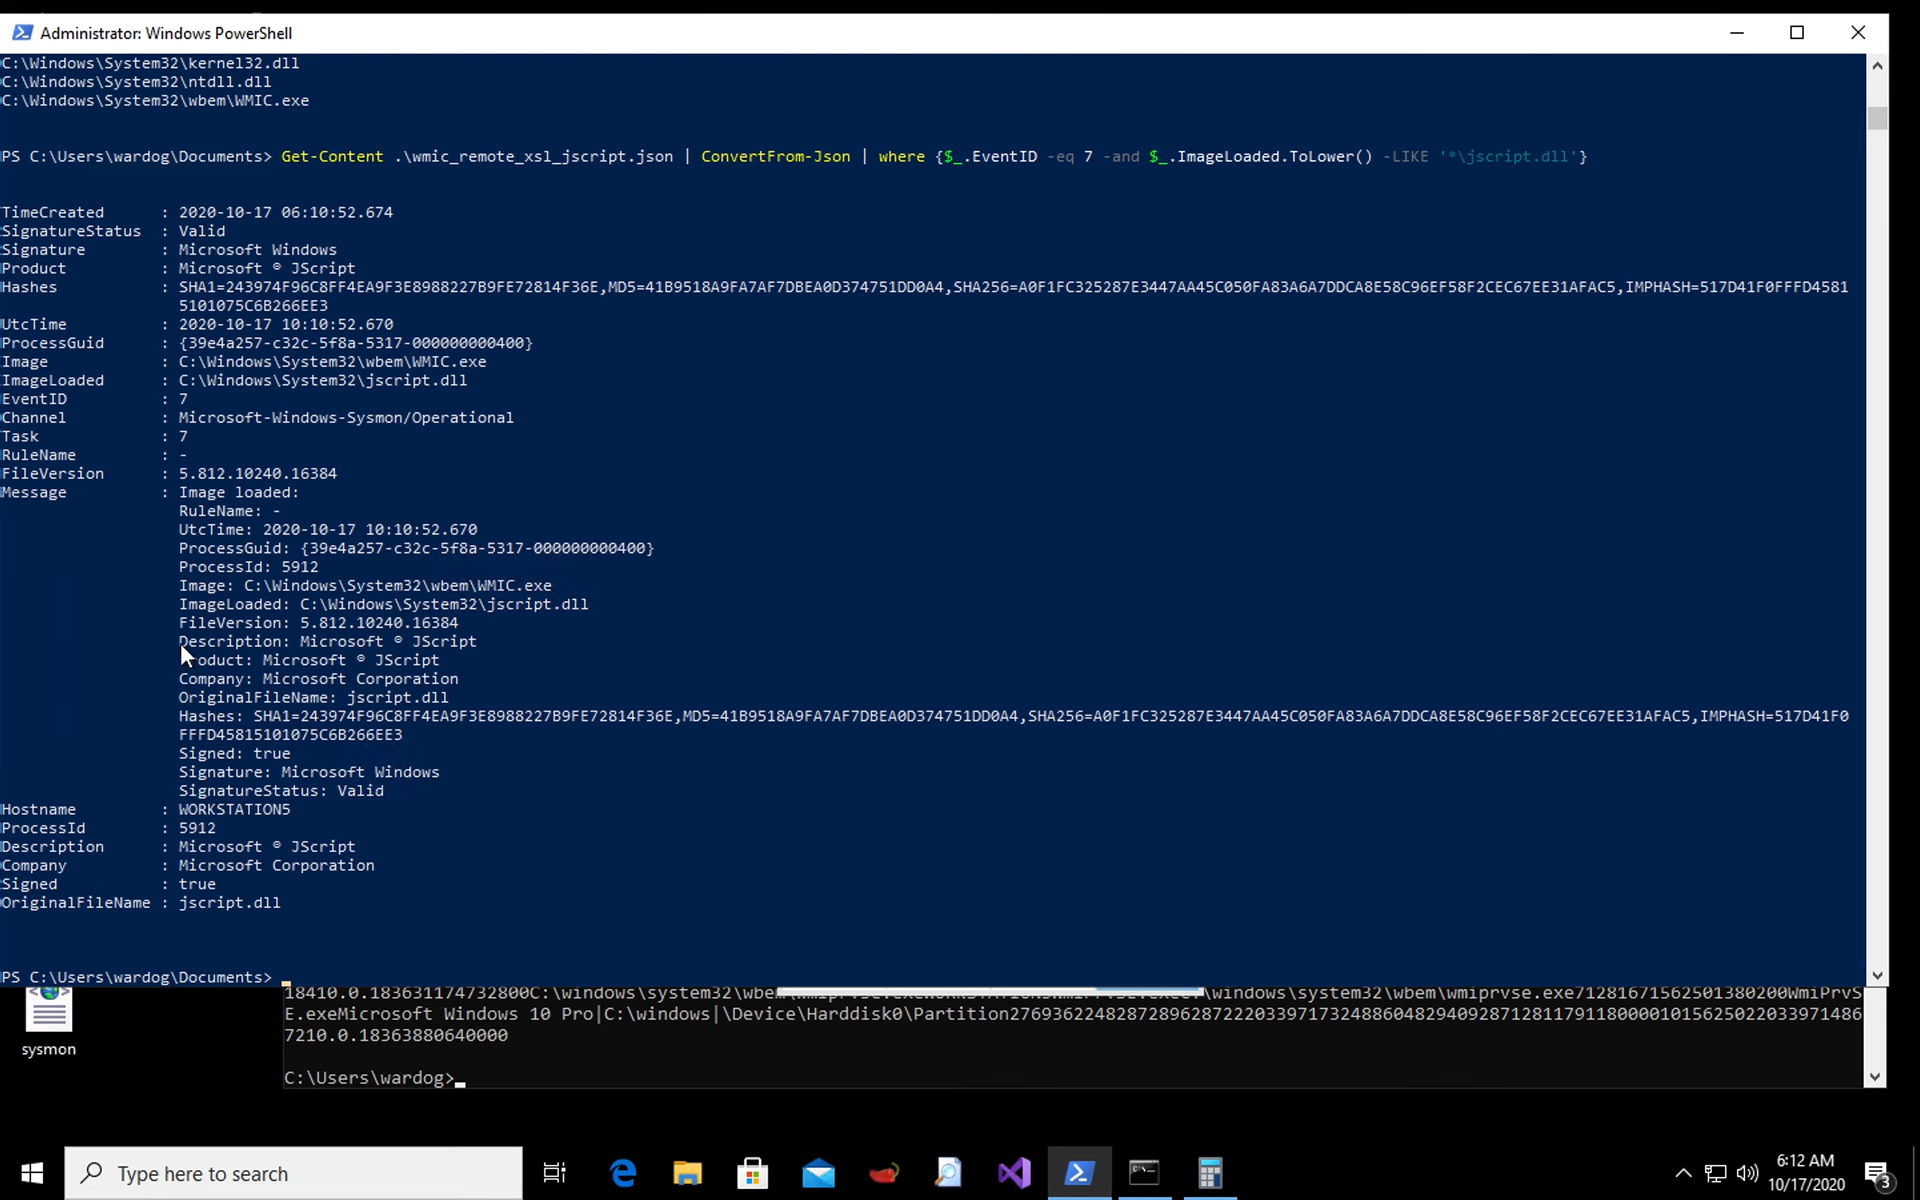 Administrator: Windows PowerShell
C:\Windows\System32\kernel32.dll
C:\Windows\System32\ntdll.dll
C:\Windows\System32\wbem\WMIC.exe
PS C:\Users\wardog\Documents> Get-Content .\wmic_remote_xsl_jscript.json | ConvertFrom-Json | where {$_.EventID -eq 7 -and $_.ImageLoaded.ToLower() -LIKE '*\jscript.dll'}
TimeCreated : 2020-10-17 06:10:52.674
SignatureStatus : Valid
Signature : Microsoft Windows
Product : Microsoft ® JScript
Hashes : SHA1=243974F96C8FF4EA9F3E8988227B9FE72814F36E,MD5=41B9518A9FA7AF7DBEA0D374751DD0A4,SHA256=A0F1FC325287E3447AA45C050FA83A6A7DDCA8E58C96EF58F2CEC67EE31AFAC5,IMPHASH=517D41F0FFFD4581
5101075C6B266EE3
UtcTime : 2020-10-17 10:10:52.670
ProcessGuid : {39e4a257-c32c-5f8a-5317-000000000400}
Image : C:\Windows\System32\wbem\WMIC.exe
ImageLoaded : C:\Windows\System32\jscript.dll
EventID : 7
Channel : Microsoft-Windows-Sysmon/Operational
Task : 7
RuleName : -
FileVersion : 5.812.10240.16384
Message : Image loaded:
RuleName: -
UtcTime: 2020-10-17 10:10:52.670
ProcessGuid: {39e4a257-c32c-5f8a-5317-000000000400}
ProcessId: 5912
Image: C:\Windows\System32\wbem\WMIC.exe
ImageLoaded: C:\Windows\System32\jscript.dll
FileVersion: 5.812.10240.16384
Description: Microsoft ® JScript
Product: Microsoft ® JScript
Company: Microsoft Corporation
OriginalFileName: jscript.dll
Hashes: SHA1=243974F96C8FF4EA9F3E8988227B9FE72814F36E,MD5=41B9518A9FA7AF7DBEA0D374751DD0A4,SHA256=A0F1FC325287E3447AA45C050FA83A6A7DDCA8E58C96EF58F2CEC67EE31AFAC5,IMPHASH=517D41F0
FFFD45815101075C6B266EE3
Signed: true
Signature: Microsoft Windows
SignatureStatus: Valid
Hostname : WORKSTATION5
ProcessId : 5912
Description : Microsoft ® JScript
Company : Microsoft Corporation
Signed : true
OriginalFileName : jscript.dll
PS C:\Users\wardog\Documents>
\windows\system32\wbem\wmiprvse.exe7128167156250138020OWmiPrvS
E.exeMicrosoft Windows 10 Pro|C:\windows|\Device\Harddisk0\Partition27693622482872896287222033971732488604829409287128117911800001015625022033971486
7210.0.18363880640000
C:\Users\wardog>
sysmon
Type here to search
6:12 AM
10/17/2020
3